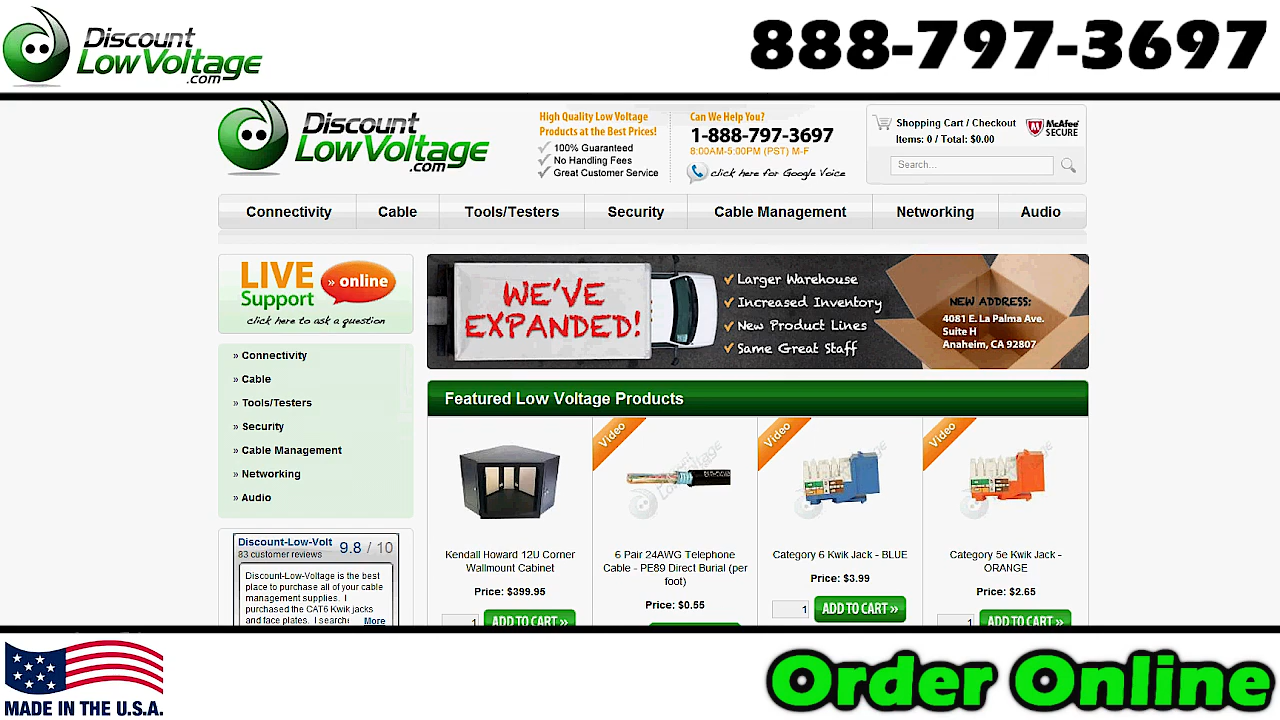 Discount
LowVoltage
.com
888-797-3697
Discount
LowVoltage
.com
High Quality Low Voltage
Products at the Best Prices!
100% Guaranteed
No Handling Fees
Great Customer Service
Can We Help You?
1-888-797-3697
8:00AM-5:00PM (PST) M-F
click here for Google Voice
Shopping Cart / Checkout
Items: 0 / Total: $0.00
McAfee
SECURE
Search...
Connectivity
Cable
Tools/Testers
Security
Cable Management
Networking
Audio
LIVE
Support
» online
click here to ask a question
WE'VE
EXPANDED!
Larger Warehouse
Increased Inventory
New Product Lines
Same Great Staff
NEW ADDRESS:
4081 E. La Palma Ave.
Suite H
Anaheim, CA 92807
» Connectivity
» Cable
» Tools/Testers
» Security
» Cable Management
» Networking
» Audio
Featured Low Voltage Products
Video
Video
Video
Kendall Howard 12U Corner
Wallmount Cabinet
Price: $399.95
1
ADD TO CART »
6 Pair 24AWG Telephone
Cable - PE89 Direct Burial (per
foot)
Price: $0.55
Category 6 Kwik Jack - BLUE
Price: $3.99
1
ADD TO CART »
Category 5e Kwik Jack -
ORANGE
Price: $2.65
1
ADD TO CART »
Discount-Low-Volt
83 customer reviews
9.8 / 10
Discount-Low-Voltage is the best
place to purchase all of your cable
management supplies. I
purchased the CAT6 Kwik jacks
and face plates. I searche
More
MADE IN THE U.S.A.
Order Online